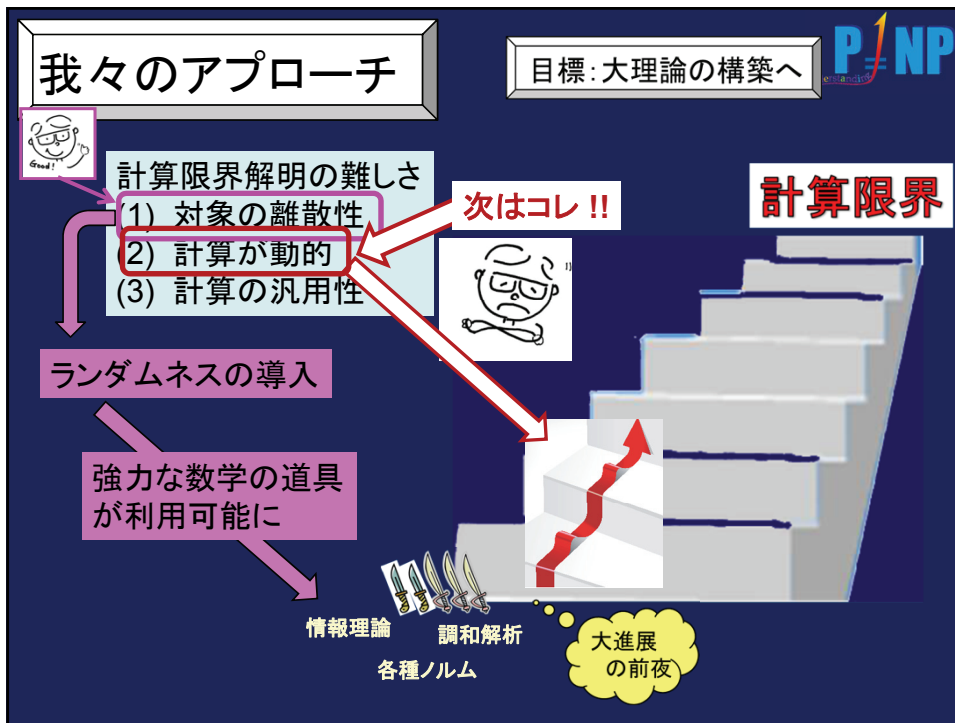 我々のアプローチ
目標:大理論の構築へ
P≠NP
Good!
計算限界解明の難しさ
(1) 対象の離散性
(2) 計算が動的
(3) 計算の汎用性
次はコレ !!
計算限界
ランダムネスの導入
強力な数学の道具
が利用可能に
情報理論
調和解析
各種ノルム
大進展
の前夜